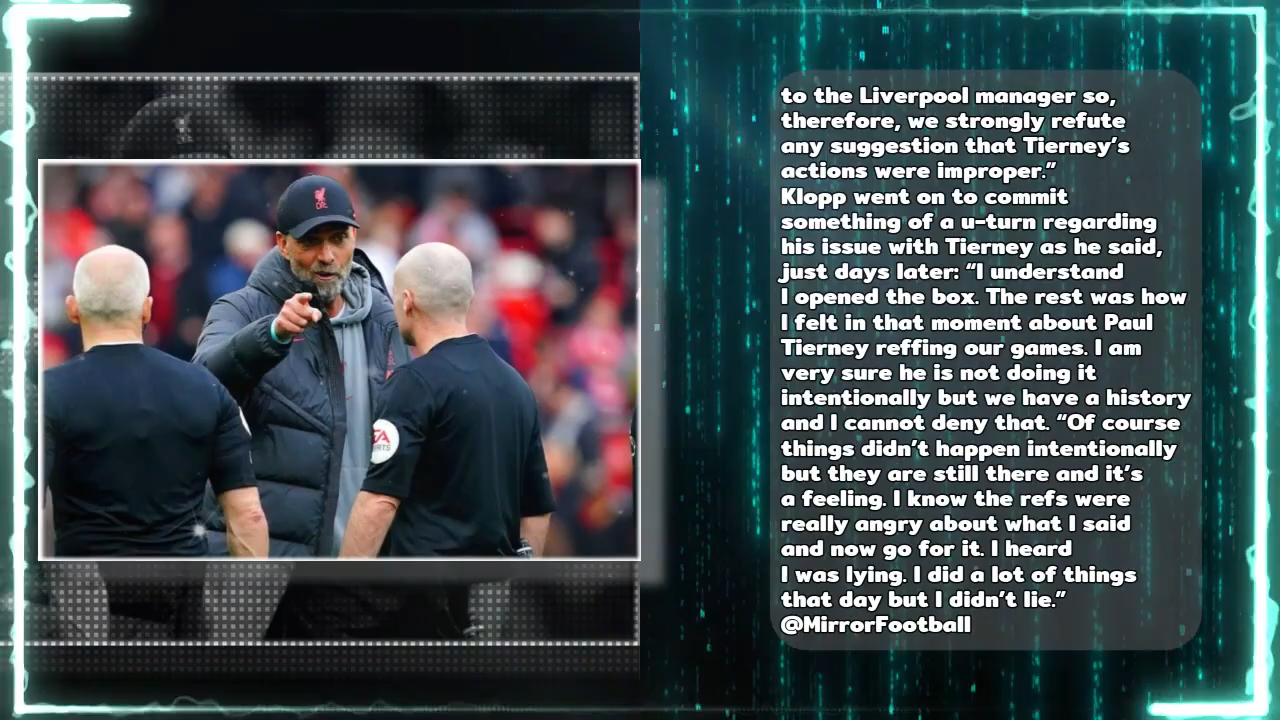 to the Liverpool manager so,
therefore, we strongly refute
any suggestion that Tierney’s
actions were improper.”
Klopp went on to commit
something of a u-turn regarding
his issue with Tierney as he said,
just days later: “I understand
I opened the box. The rest was how
I felt in that moment about Paul
Tierney reffing our games. I am
very sure he is not doing it
intentionally but we have a history
and I cannot deny that. “Of course
things didn’t happen intentionally
but they are still there and it’s
a feeling. I know the refs were
really angry about what I said
and now go for it. I heard
I was lying. I did a lot of things
that day but I didn’t lie.”
@MirrorFootball